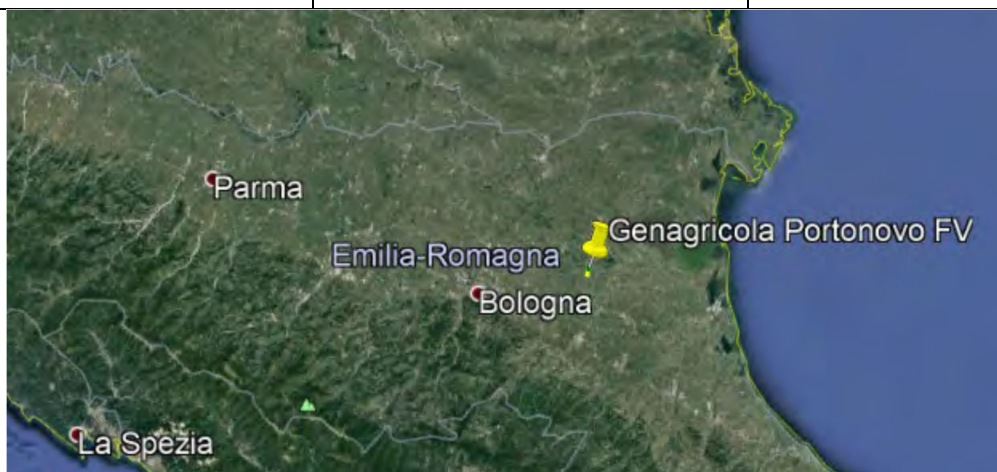 Parma
Genagricola Portonovo FV
Emilia-Romagna
Bologna
La Spezia